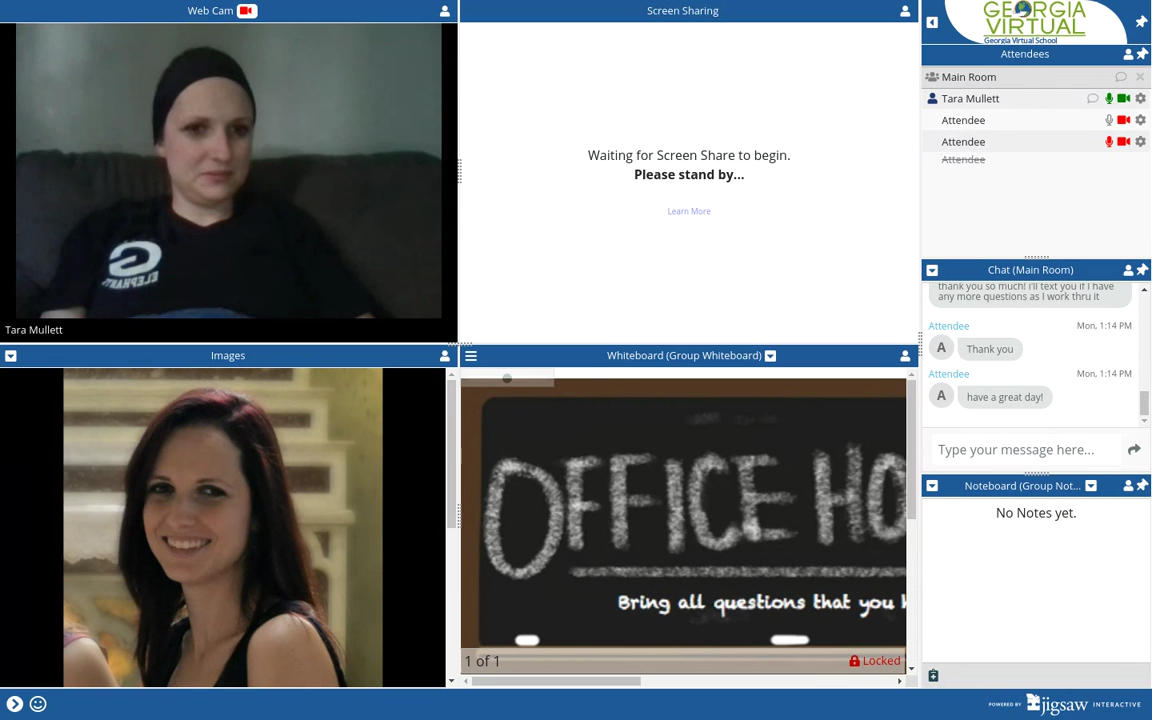 Web Cam
Tara Mullett
Screen Sharing
Waiting for Screen Share to begin.
Please stand by...
Learn More
GEORGIA
VIRTUAL
Georgia Virtual School
Attendees
Main Room
Tara Mullett
Attendee
Attendee
Attendee
Chat (Main Room)
thank you so much! i'll text you if I have
any more questions as I work thru it
Attendee Mon, 1:14 PM
A Thank you
Attendee Mon, 1:14 PM
A have a great day!
Type your message here...
Images
Whiteboard (Group Whiteboard)
OFFICE HO
Bring all questions that you h
1 of 1
Locked
Noteboard (Group Not...
No Notes yet.
POWERED BY jigsaw INTERACTIVE